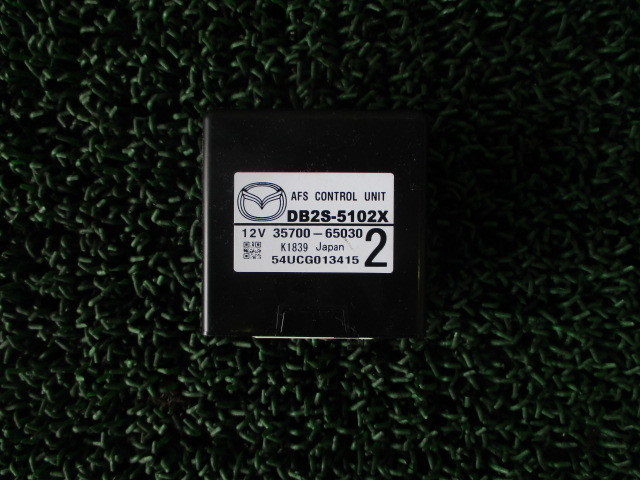 AFS CONTROL UNIT
DB2S-5102X
12V 35700-65030
K1839 Japan
54UCG013415
2